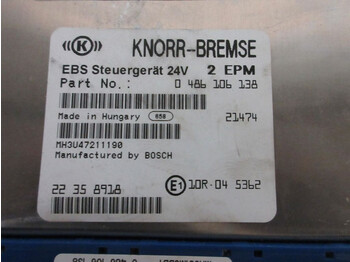 K KNORR-BREMSE
EBS Steuergerät 24V 2 EPM
Part No.: 0 486 106 138
Made in Hungary 050 21474
MH3U47211190
Manufactured by BOSCH
22 35 8918 E1 10R-04 5362